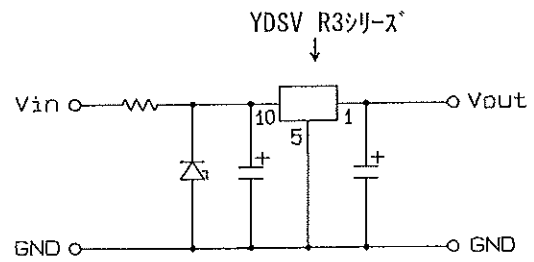 YDSV R3ｼﾘｰｽﾞ
↓
Vin
10
1
Vout
5
+
+
GND
GND